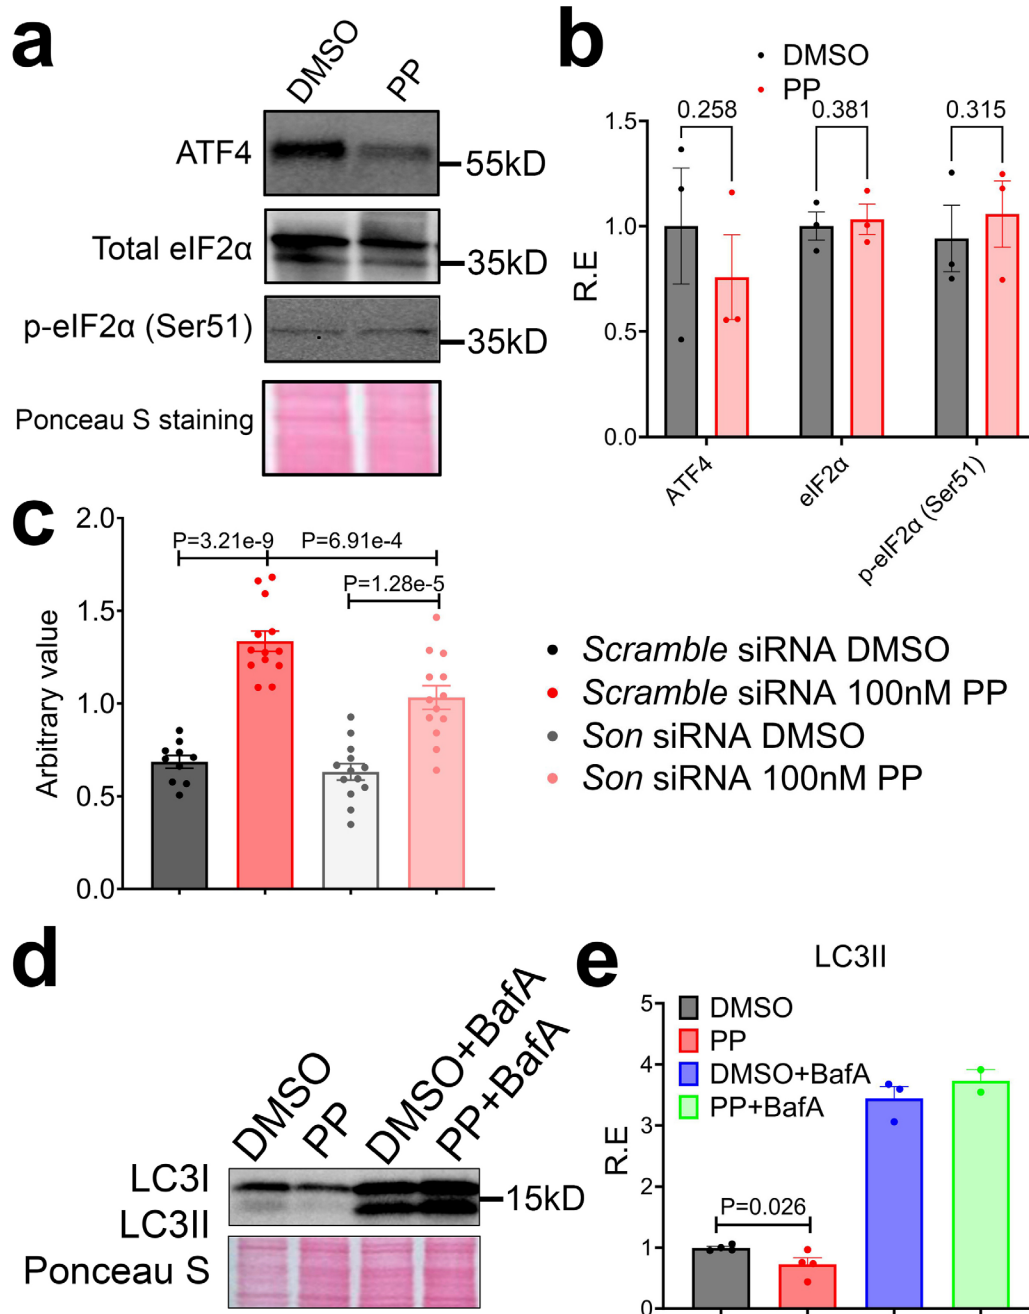 a
DMSO
PP
ATF4
55kD
Total eIF2α
35kD
p-eIF2α (Ser51)
35kD
Ponceau S staining
b
DMSO
PP
0.258
0.381
0.315
1.5
1.0
0.5
0.0
R.E
ATF4
eIF2α
p-eIF2α (Ser51)
c
2.0
1.5
1.0
0.5
0.0
Arbitrary value
P=3.21e-9
P=6.91e-4
P=1.28e-5
Scramble siRNA DMSO
Scramble siRNA 100nM PP
Son siRNA DMSO
Son siRNA 100nM PP
d
DMSO
PP
DMSO+BafA
PP+BafA
LC3I
LC3II
15kD
Ponceau S
e
LC3II
5
4
3
2
1
0
R.E
DMSO
PP
DMSO+BafA
PP+BafA
P=0.026